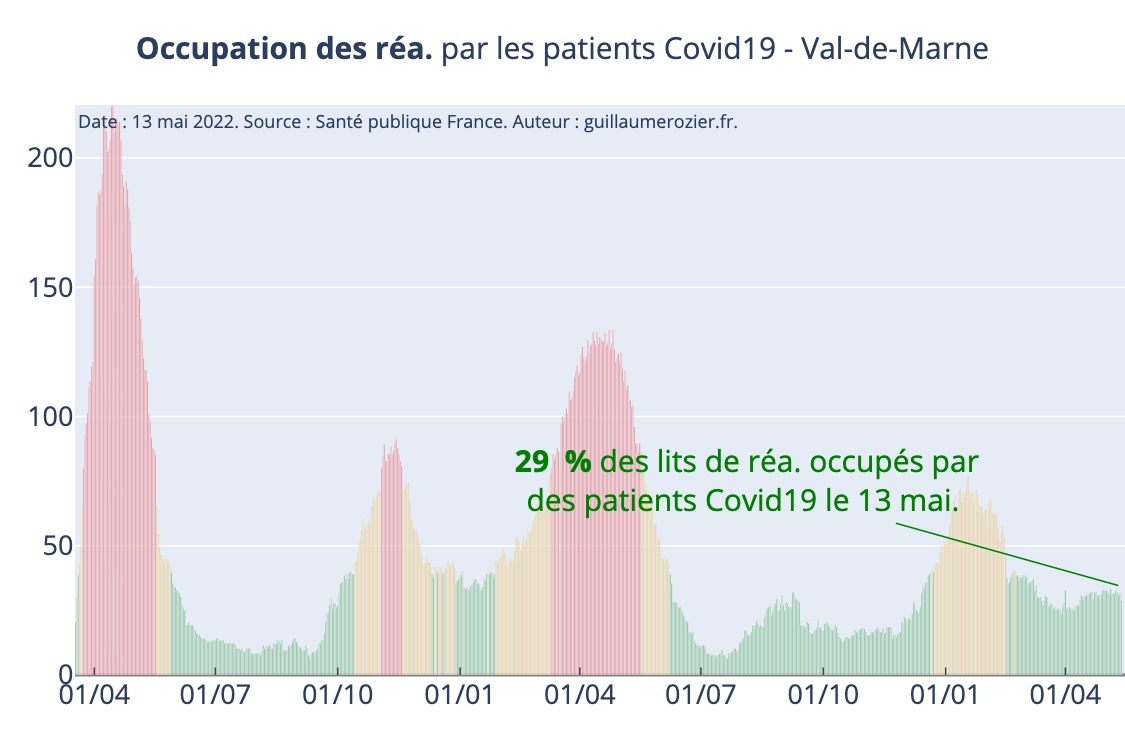 Occupation des réa. par les patients Covid19 - Val-de-Marne
Date : 13 mai 2022. Source : Santé publique France. Auteur : guillaumerozier.fr.
200
150
100
29 % des lits de réa. occupés par
des patients Covid19 le 13 mai.
50
0
01/04 01/07 01/10 01/01 01/04 01/07 01/10 01/01 01/04